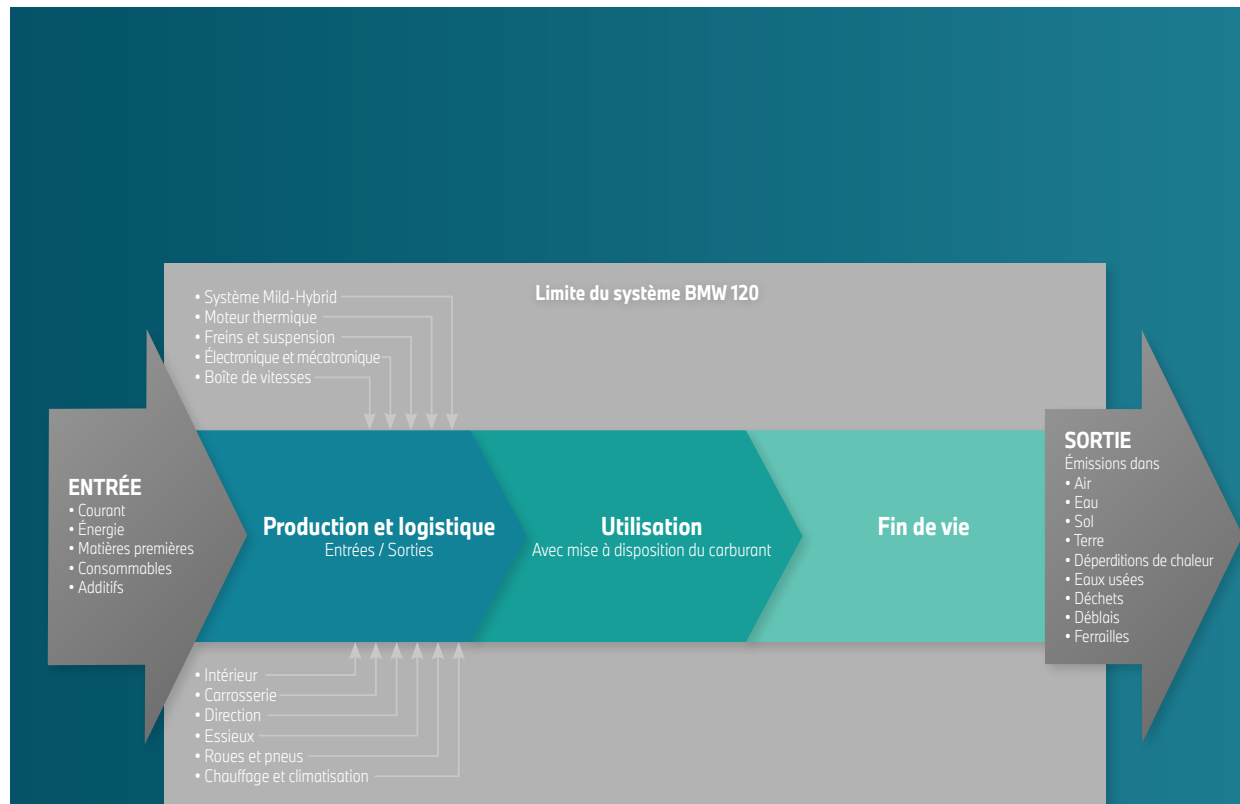 Limite du système BMW 120
• Système Mild-Hybrid
• Moteur thermique
• Freins et suspension
• Électronique et mécatronique
• Boîte de vitesses
ENTRÉE
• Courant
• Énergie
• Matières premières
• Consommables
• Additifs
Production et logistique
Entrées / Sorties
Utilisation
Avec mise à disposition du carburant
Fin de vie
SORTIE
Émissions dans
• Air
• Eau
• Sol
• Terre
• Déperditions de chaleur
• Eaux usées
• Déchets
• Déblais
• Ferrailles
• Intérieur
• Carrosserie
• Direction
• Essieux
• Roues et pneus
• Chauffage et climatisation